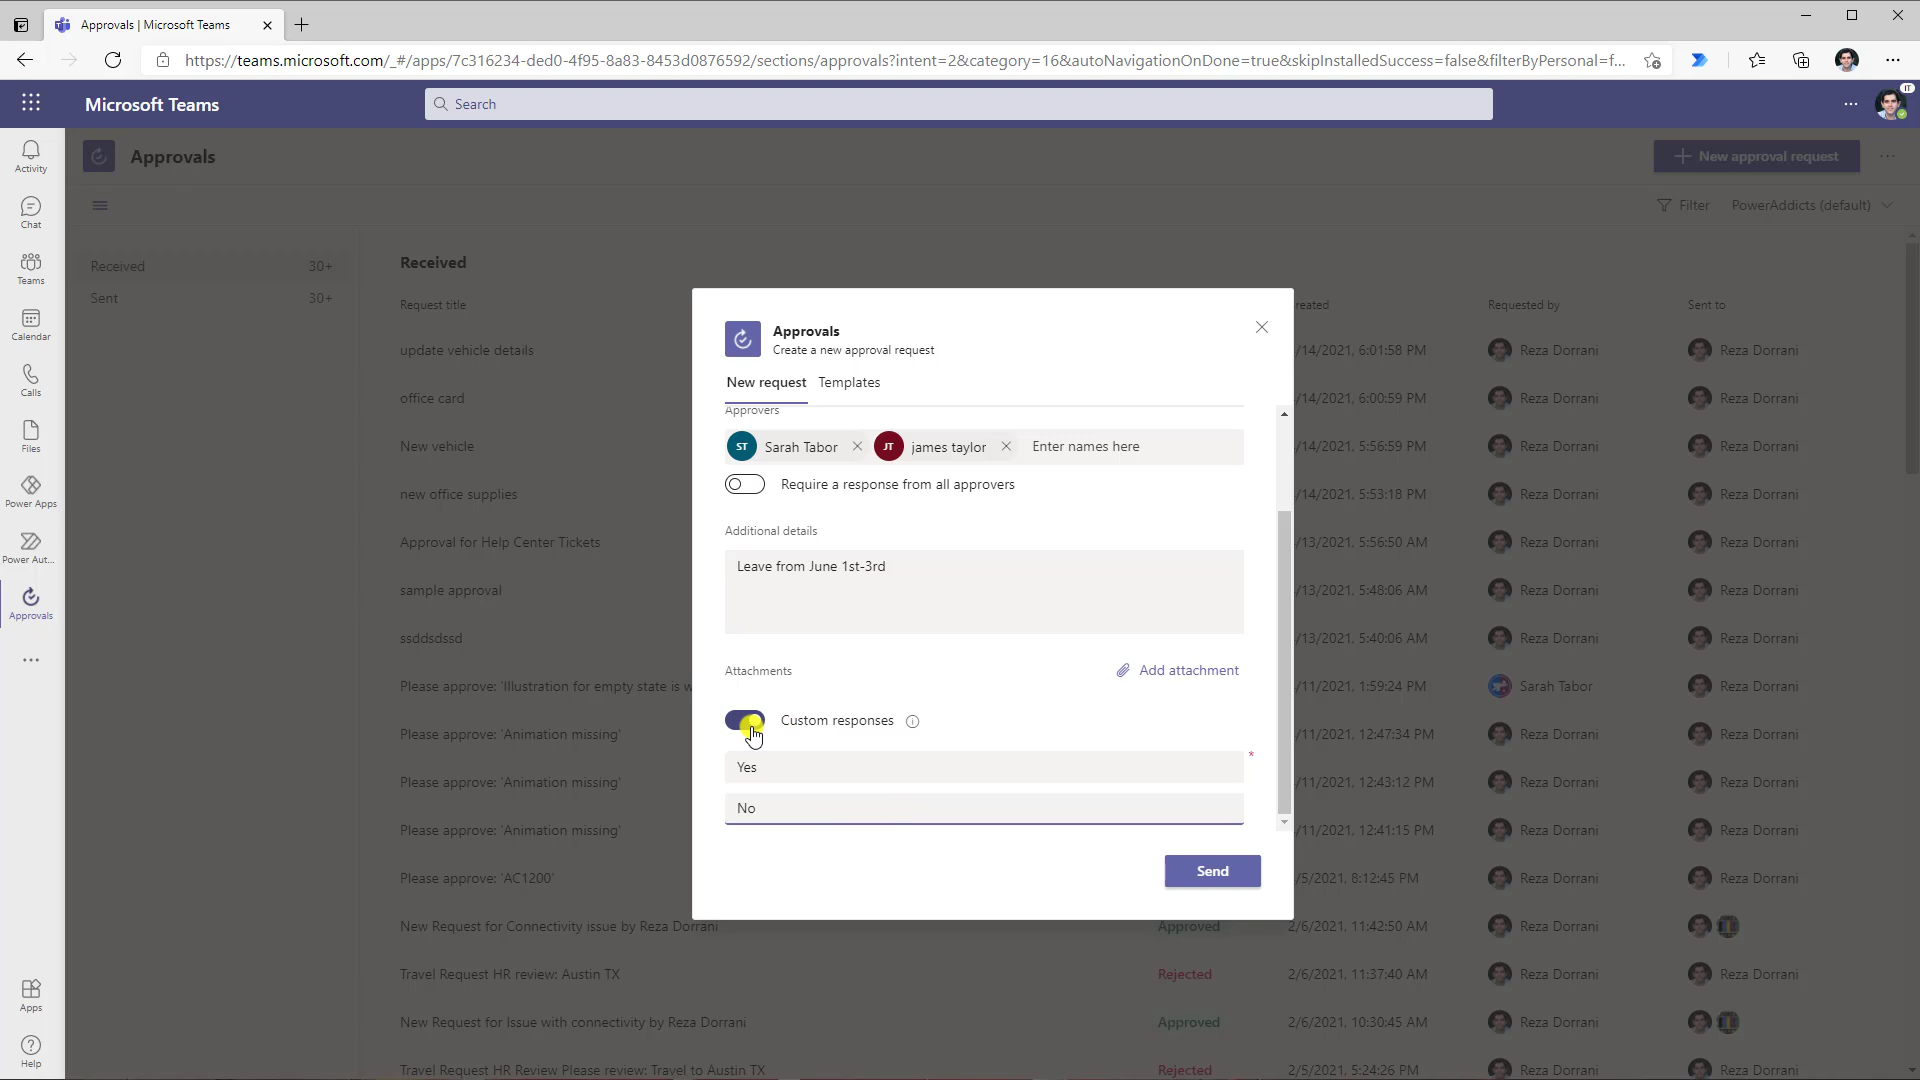 Approvals | Microsoft Teams
https://teams.microsoft.com/_#/apps/7c316234-ded0-4f95-8a83-8453d0876592/sections/approvals?intent=2&category=16&autoNavigationOnDone=true&skipInstalledSuccess=false&filterByPersonal=f...
Microsoft Teams
Search
IT
Activity
Chat
Teams
Calendar
Calls
Files
Power Apps
Power Aut...
Approvals
Apps
Help
Approvals
New approval request
Filter
PowerAddicts (default)
Received 30+
Sent 30+
Received
Request title reated Requested by Sent to
update vehicle details /14/2021, 6:01:58 PM Reza Dorrani Reza Dorrani
office card /14/2021, 6:00:59 PM Reza Dorrani Reza Dorrani
New vehicle /14/2021, 5:56:59 PM Reza Dorrani Reza Dorrani
new office supplies /14/2021, 5:53:18 PM Reza Dorrani Reza Dorrani
Approval for Help Center Tickets /13/2021, 5:56:50 AM Reza Dorrani Reza Dorrani
sample approval /13/2021, 5:48:06 AM Reza Dorrani Reza Dorrani
ssddsdssd /13/2021, 5:40:06 AM Reza Dorrani Reza Dorrani
Please approve: 'Illustration for empty state is w /11/2021, 1:59:24 PM Sarah Tabor Reza Dorrani
Please approve: 'Animation missing' /11/2021, 12:47:34 PM Reza Dorrani Reza Dorrani
Please approve: 'Animation missing' /11/2021, 12:43:12 PM Reza Dorrani Reza Dorrani
Please approve: 'Animation missing' /11/2021, 12:41:15 PM Reza Dorrani Reza Dorrani
Please approve: 'AC1200' /5/2021, 8:12:45 PM Reza Dorrani Reza Dorrani
New Request for Connectivity issue by Reza Dorrani Approved 2/6/2021, 11:42:50 AM Reza Dorrani
Travel Request HR review: Austin TX Rejected 2/6/2021, 11:37:40 AM Reza Dorrani Reza Dorrani
New Request for Issue with connectivity by Reza Dorrani Approved 2/6/2021, 10:30:45 AM Reza Dorrani
Travel Request HR Review Please review: Travel to Austin TX Rejected 2/5/2021, 5:24:26 PM Reza Dorrani Reza Dorrani
Approvals
Create a new approval request
New request Templates
Approvers
ST Sarah Tabor JT james taylor Enter names here
Require a response from all approvers
Additional details
Leave from June 1st-3rd
Attachments Add attachment
Custom responses
Yes *
No
Send